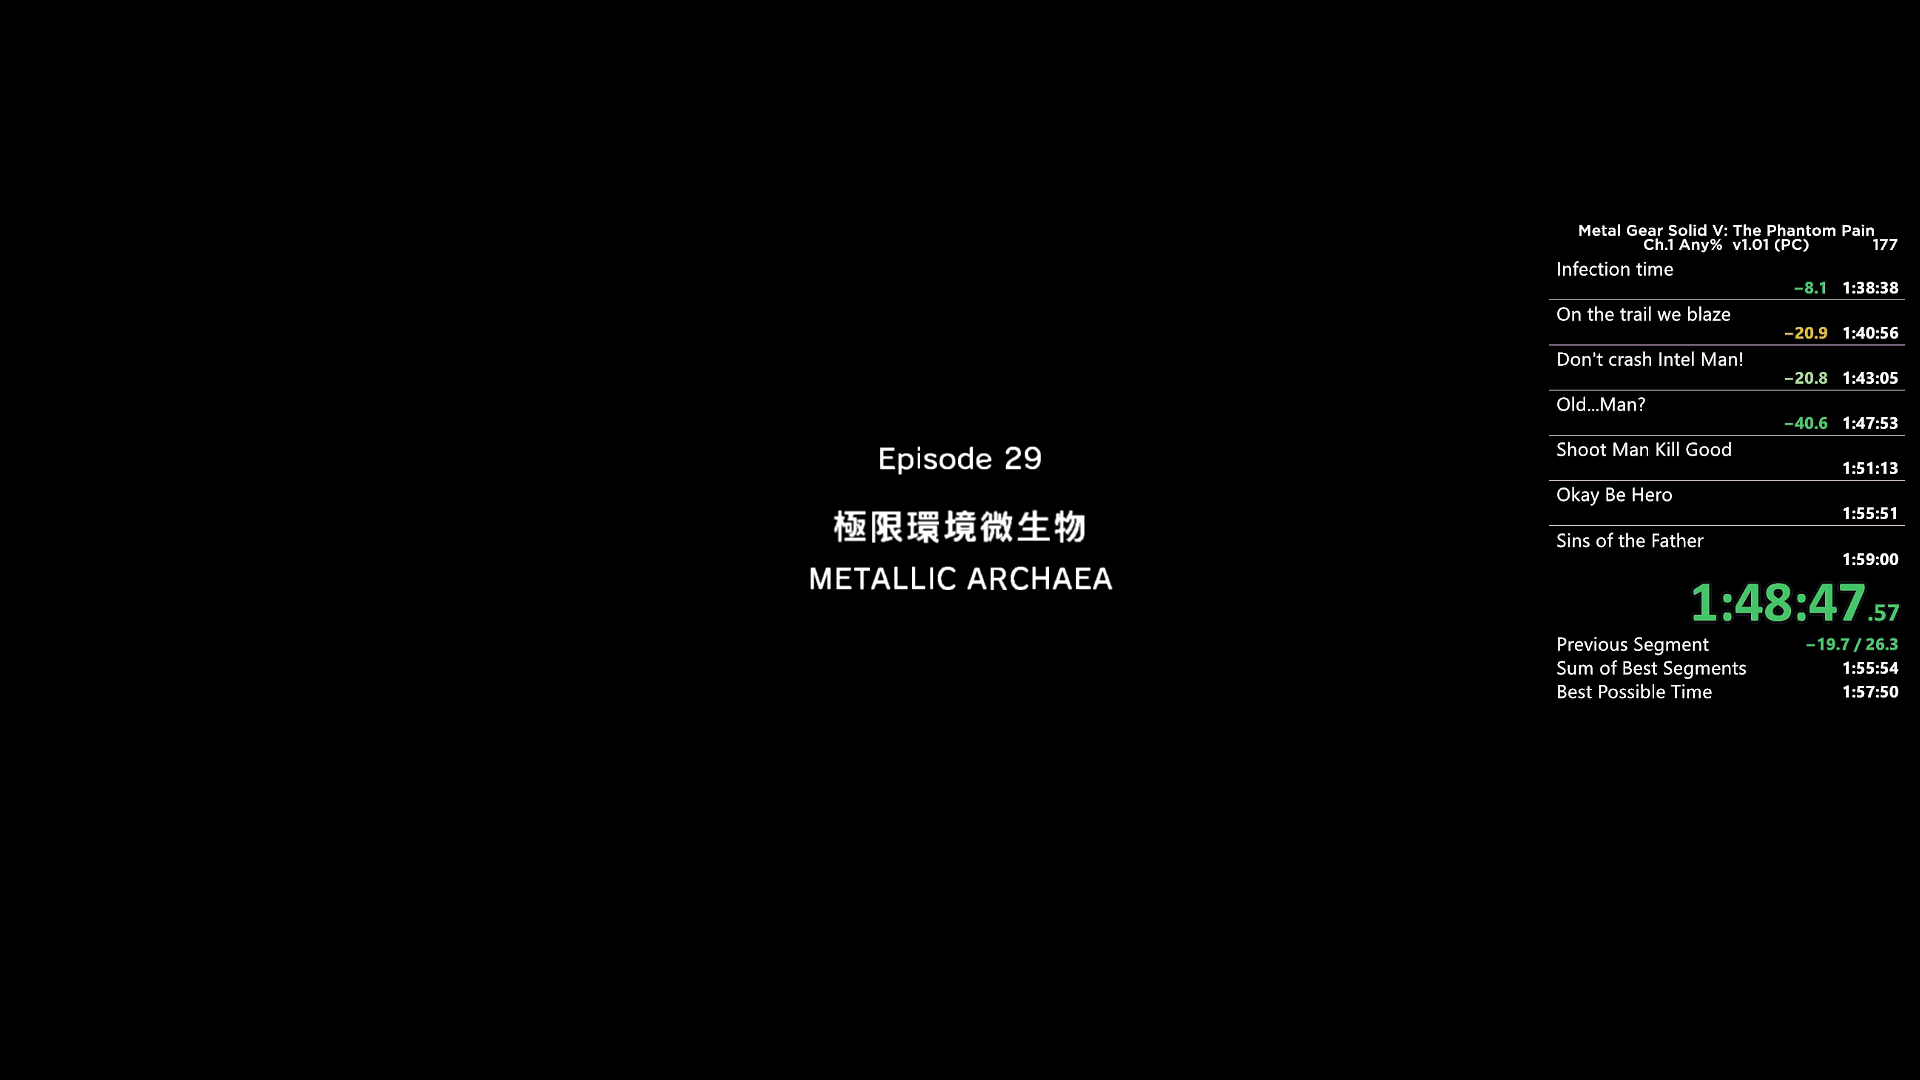 Episode 29
極限環境微生物
METALLIC ARCHAEA
Metal Gear Solid V: The Phantom Pain
Ch.1 Any% v1.01 (PC) 177
Infection time
−8.1 1:38:38
On the trail we blaze
−20.9 1:40:56
Don't crash Intel Man!
−20.8 1:43:05
Old...Man?
−40.6 1:47:53
Shoot Man Kill Good
1:51:13
Okay Be Hero
1:55:51
Sins of the Father
1:59:00
1:48:47.57
Previous Segment −19.7 / 26.3
Sum of Best Segments 1:55:54
Best Possible Time 1:57:50